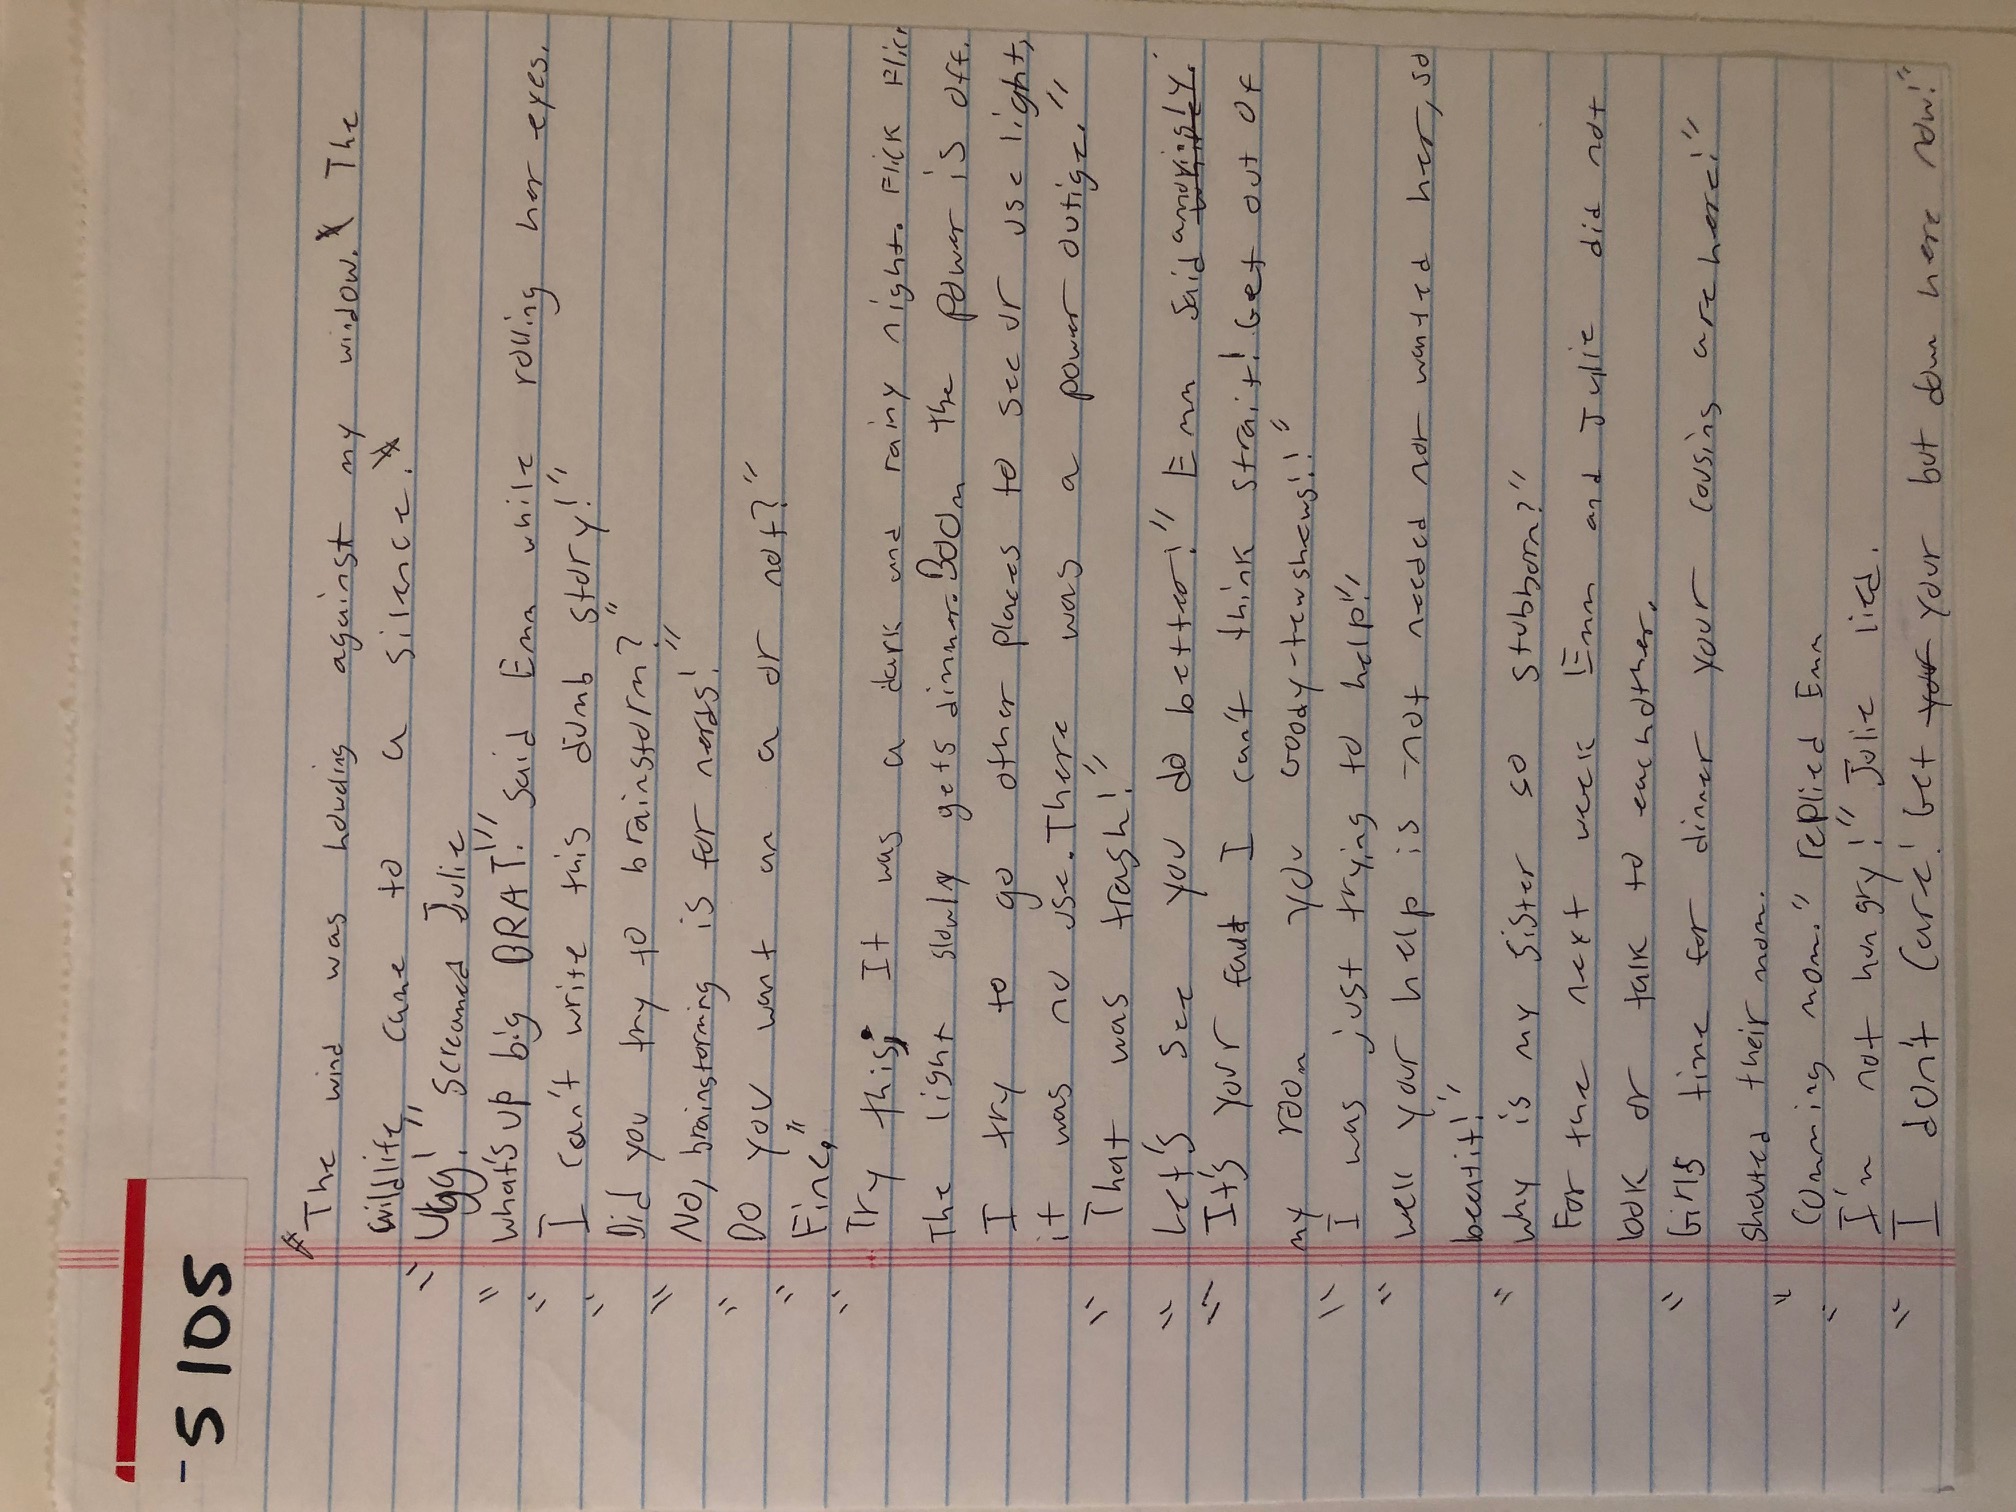 S 105
The wind was howling against my window. The
wildlife came to a silence.
"Ugg!" screamed Julie
"What's up big BRAT!" said Emm while rolling her eyes.
"I can't write this dumb story!"
"Did you try to brainstorm?"
"No, brainstorming is for nerds!"
"Do you want an a or not?"
"Fine."
"Try this; It was a dark and rainy night. Flick Flick
The light slowly gets dimmer. Boom the power is off.
I try to go other places to see or use light,
it was no use. There was a power outige."
"That was trash!"
"Let's see you do better!" Emm said annoyingly.
"It's your fault I can't think strait! Get out of
my room you Goody-tewshews!!"
"I was just trying to help!"
"Well your help is not needed nor wanted her, so
beatit!"
"Why is my sister so stubborn?"
For the next week Emm and Julie did not
look or talk to eachother.
"Girls time for dinner your cousins are here!"
shouted their mom.
"Comming mom." replied Emm
"I'm not hungry!" Julie lied.
"I don't care! Get your but down here now!"